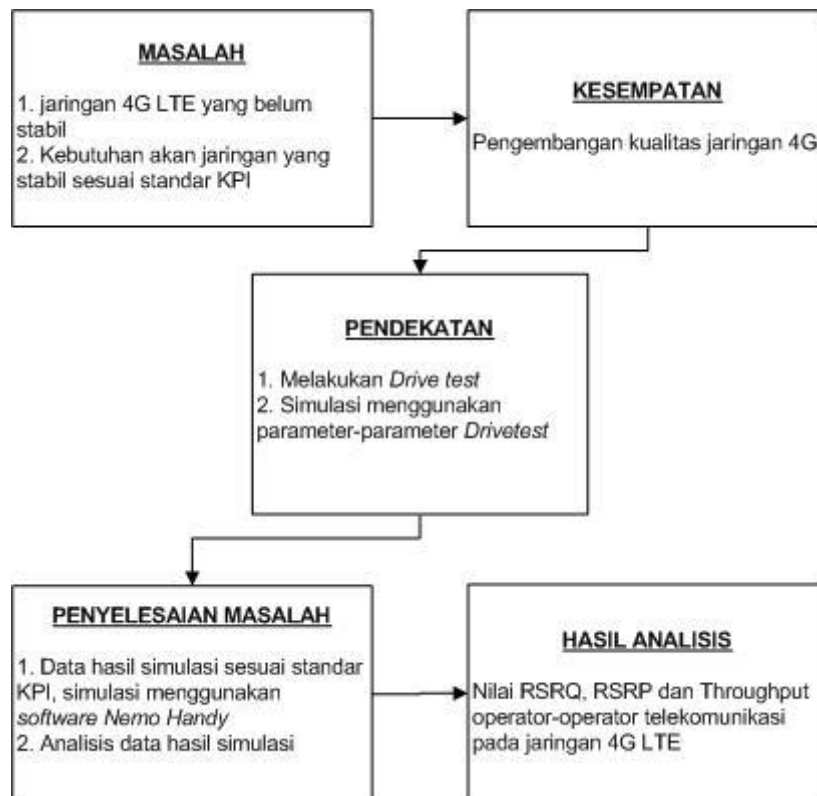 MASALAH
1. jaringan 4G LTE yang belum
stabil
2. Kebutuhan akan jaringan yang
stabil sesuai standar KPI
KESEMPATAN
Pengembangan kualitas jaringan 4G
PENDEKATAN
1. Melakukan Drive test
2. Simulasi menggunakan
parameter-parameter Drivetest
PENYELESAIAN MASALAH
1. Data hasil simulasi sesuai standar
KPI, simulasi menggunakan
software Nemo Handy
2. Analisis data hasil simulasi
HASIL ANALISIS
Nilai RSRQ, RSRP dan Throughput
operator-operator telekomunikasi
pada jaringan 4G LTE